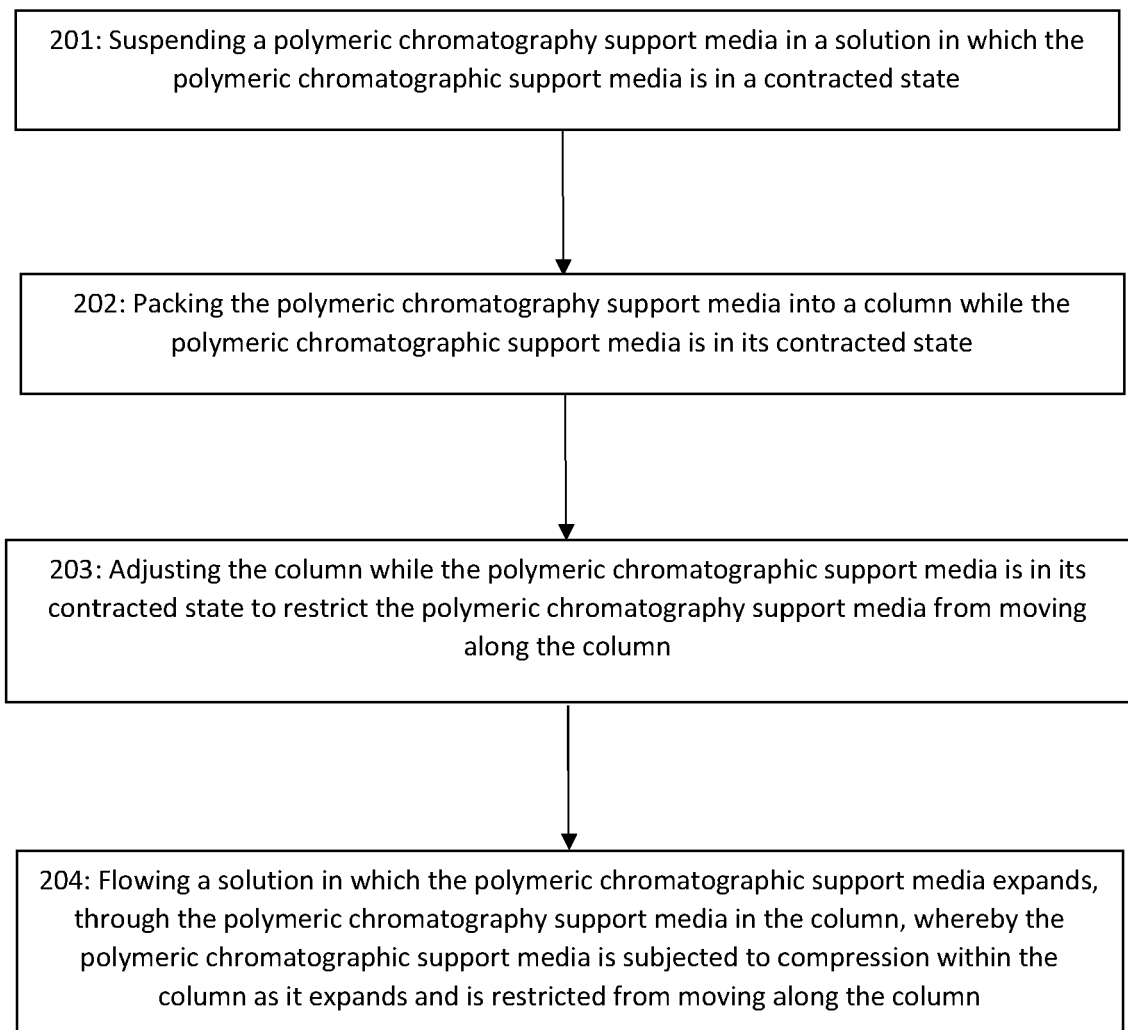 201: Suspending a polymeric chromatography support media in a solution in which the
polymeric chromatographic support media is in a contracted state
202: Packing the polymeric chromatography support media into a column while the
polymeric chromatographic support media is in its contracted state
203: Adjusting the column while the polymeric chromatographic support media is in its
contracted state to restrict the polymeric chromatography support media from moving
along the column
204: Flowing a solution in which the polymeric chromatographic support media expands,
through the polymeric chromatography support media in the column, whereby the
polymeric chromatographic support media is subjected to compression within the
column as it expands and is restricted from moving along the column